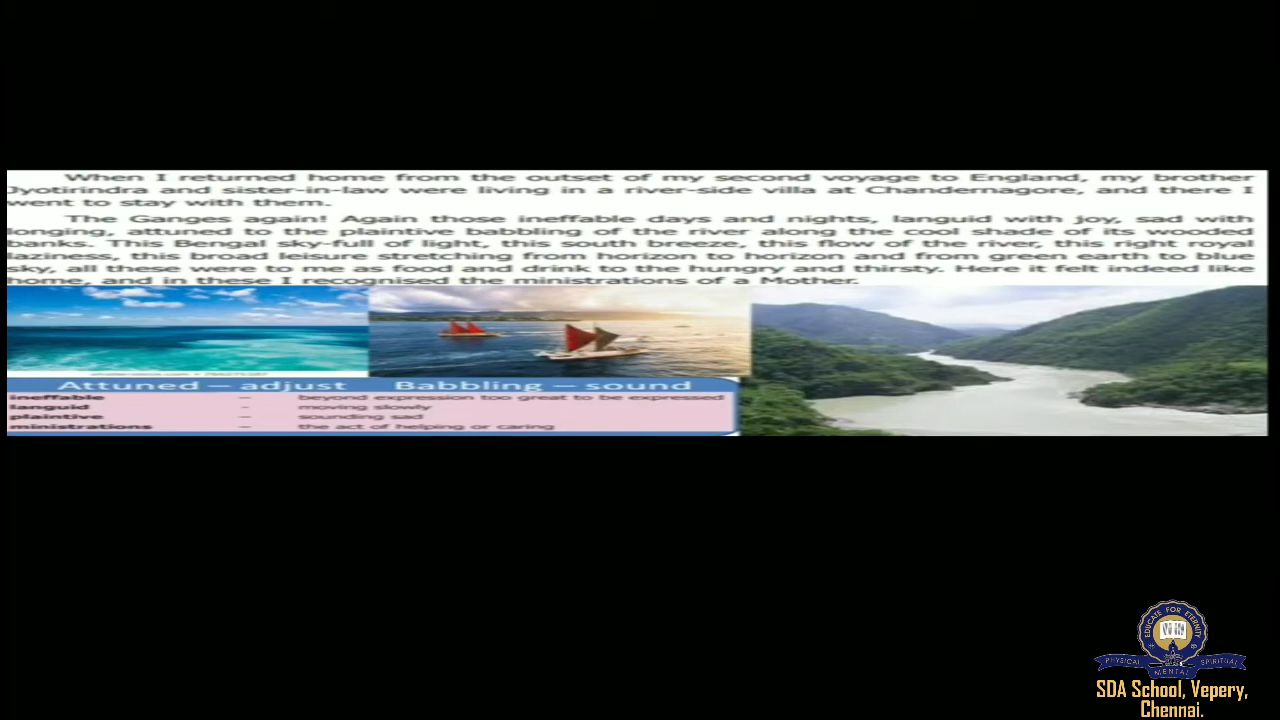 When I returned home from the outset of my second voyage to England, my brother
Jyotirindra and sister-in-law were living in a river-side villa at Chandernagore, and there I
went to stay with them.
The Ganges again! Again those ineffable days and nights, languid with joy, sad with
longing, attuned to the plaintive babbling of the river along the cool shade of its wooded
banks. This Bengal sky-full of light, this south breeze, this flow of the river, this right royal
laziness, this broad leisure stretching from horizon to horizon and from green earth to blue
sky, all these were to me as food and drink to the hungry and thirsty. Here it felt indeed like
home, and in these I recognised the ministrations of a Mother.
Attuned – adjust Babbling – sound
ineffable – beyond expression too great to be expressed
languid - moving slowly
plaintive – sounding sad
ministrations – the act of helping or caring
EDUCATE FOR ETERNITY
PHYSICAL MENTAL SPIRITUAL
SDA School, Vepery,
Chennai.